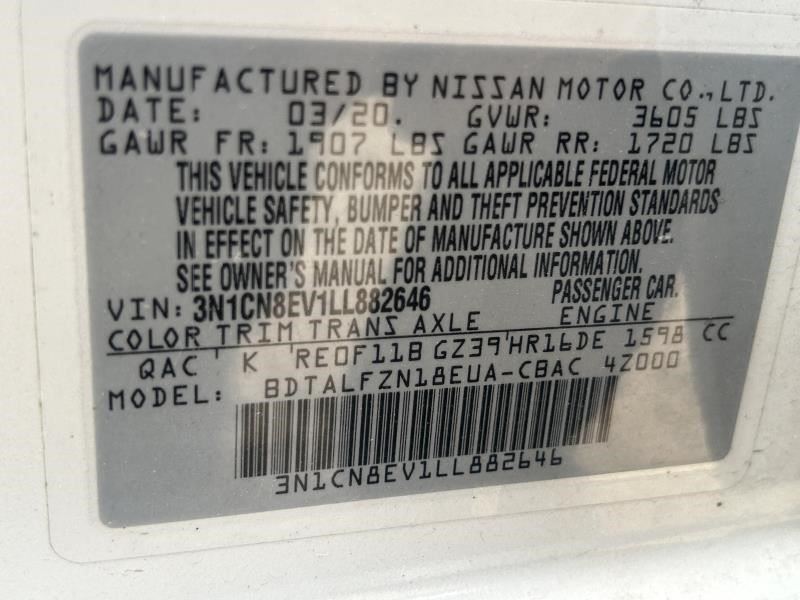 MANUFACTURED BY NISSAN MOTOR CO., LTD.
DATE: 03/20. GVWR: 3605 LBS
GAWR FR: 1907 LBS GAWR RR: 1720 LBS
THIS VEHICLE CONFORMS TO ALL APPLICABLE FEDERAL MOTOR
VEHICLE SAFETY, BUMPER AND THEFT PREVENTION STANDARDS
IN EFFECT ON THE DATE OF MANUFACTURE SHOWN ABOVE.
SEE OWNER'S MANUAL FOR ADDITIONAL INFORMATION.
VIN: 3N1CN8EV1LL882646 PASSENGER CAR.
COLOR TRIM TRANS AXLE ENGINE
QAC ' K ' RE0F11B GZ39'HR16DE 1598 CC
MODEL: BDTALFZN18EUA-CBAC 4Z000
3N1CN8EV1LL882646